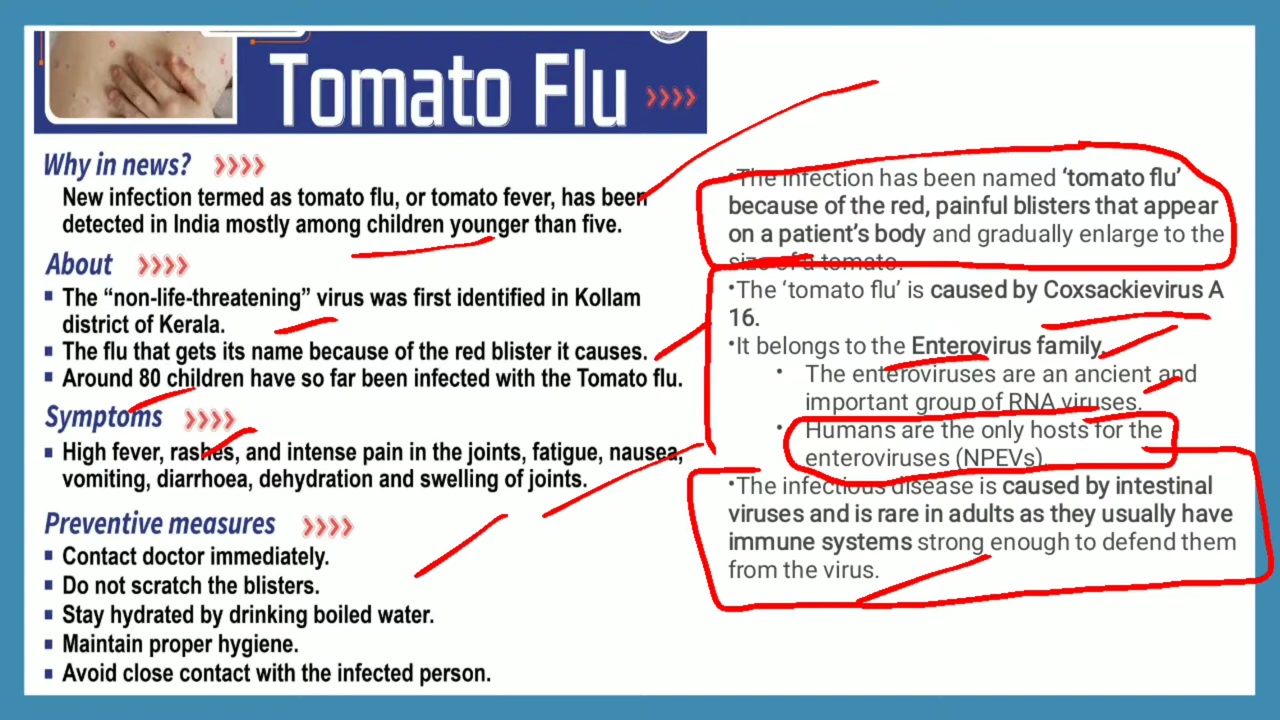 Tomato Flu >>>>
Why in news? >>>>
New infection termed as tomato flu, or tomato fever, has been
detected in India mostly among children younger than five.
About >>>>
▪ The “non-life-threatening” virus was first identified in Kollam
district of Kerala.
▪ The flu that gets its name because of the red blister it causes.
▪ Around 80 children have so far been infected with the Tomato flu.
Symptoms >>>>
▪ High fever, rashes, and intense pain in the joints, fatigue, nausea,
vomiting, diarrhoea, dehydration and swelling of joints.
Preventive measures >>>>
▪ Contact doctor immediately.
▪ Do not scratch the blisters.
▪ Stay hydrated by drinking boiled water.
▪ Maintain proper hygiene.
▪ Avoid close contact with the infected person.
•The infection has been named ‘tomato flu’
because of the red, painful blisters that appear
on a patient’s body and gradually enlarge to the
size of a tomato.
•The ‘tomato flu’ is caused by Coxsackievirus A
16.
•It belongs to the Enterovirus family.
• The enteroviruses are an ancient and
important group of RNA viruses.
• Humans are the only hosts for the
enteroviruses (NPEVs).
•The infectious disease is caused by intestinal
viruses and is rare in adults as they usually have
immune systems strong enough to defend them
from the virus.